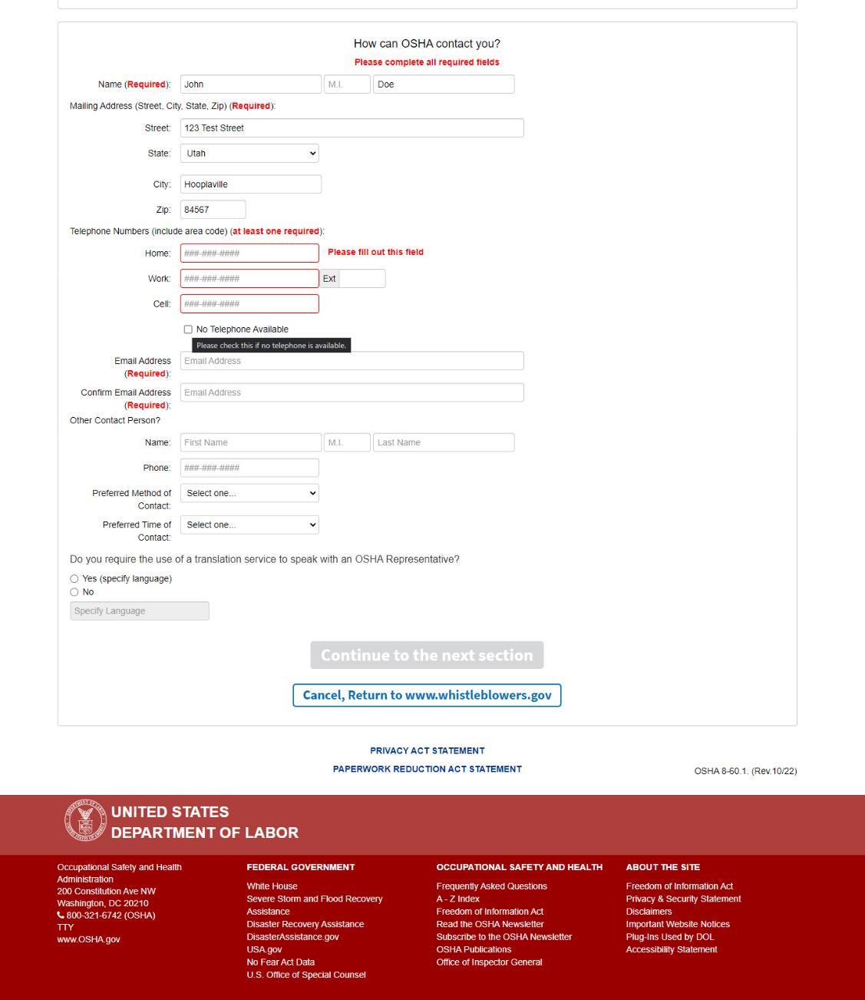 How can OSHA contact you?
Please complete all required fields
Name (Required): John M.I. Doe
Mailing Address (Street, City, State, Zip) (Required):
Street: 123 Test Street
State: Utah
City: Hooplaville
Zip: 84567
Telephone Numbers (include area code) (at least one required):
Home: ###-###-#### Please fill out this field
Work: ###-###-#### Ext
Cell: ###-###-####
No Telephone Available
Please check this if no telephone is available.
Email Address (Required): Email Address
Confirm Email Address (Required): Email Address
Other Contact Person?
Name: First Name M.I. Last Name
Phone: ###-###-####
Preferred Method of Contact: Select one...
Preferred Time of Contact: Select one...
Do you require the use of a translation service to speak with an OSHA Representative?
Yes (specify language)
No
Specify Language
Continue to the next section
Cancel, Return to www.whistleblowers.gov
PRIVACY ACT STATEMENT
PAPERWORK REDUCTION ACT STATEMENT
OSHA 8-60.1. (Rev.10/22)
DEPARTMENT OF LABOR
UNITED STATES OF AMERICA
UNITED STATES
DEPARTMENT OF LABOR
Occupational Safety and Health
Administration
200 Constitution Ave NW
Washington, DC 20210
800-321-6742 (OSHA)
TTY
www.OSHA.gov
FEDERAL GOVERNMENT
White House
Severe Storm and Flood Recovery
Assistance
Disaster Recovery Assistance
DisasterAssistance.gov
USA.gov
No Fear Act Data
U.S. Office of Special Counsel
OCCUPATIONAL SAFETY AND HEALTH
Frequently Asked Questions
A - Z Index
Freedom of Information Act
Read the OSHA Newsletter
Subscribe to the OSHA Newsletter
OSHA Publications
Office of Inspector General
ABOUT THE SITE
Freedom of Information Act
Privacy & Security Statement
Disclaimers
Important Website Notices
Plug-Ins Used by DOL
Accessibility Statement